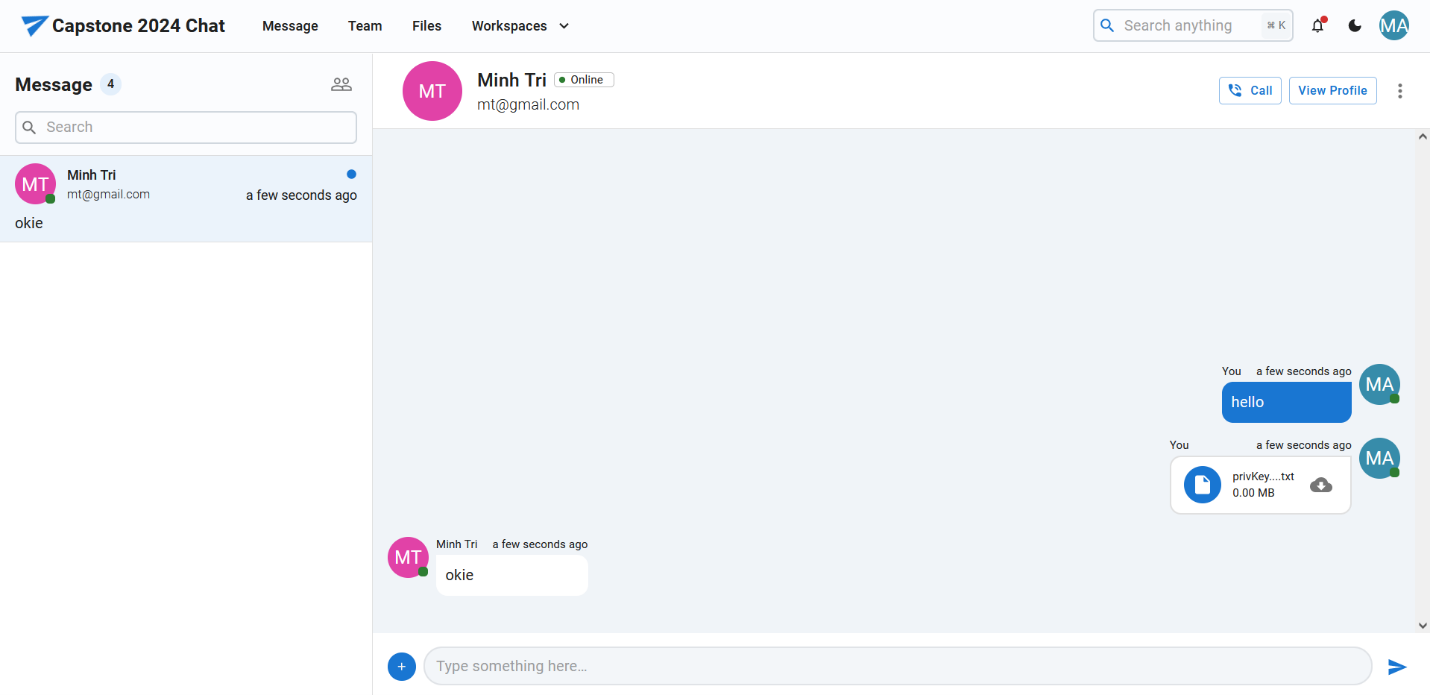 Capstone 2024 Chat Message Team Files Workspaces Search anything ⌘ K MA
Message 4
Search
MT Minh Tri
mt@gmail.com a few seconds ago
okie
MT Minh Tri Online
mt@gmail.com
Call View Profile
You a few seconds ago
hello MA
You a few seconds ago
privKey....txt MA
0.00 MB
Minh Tri a few seconds ago
MT okie
+ Type something here...